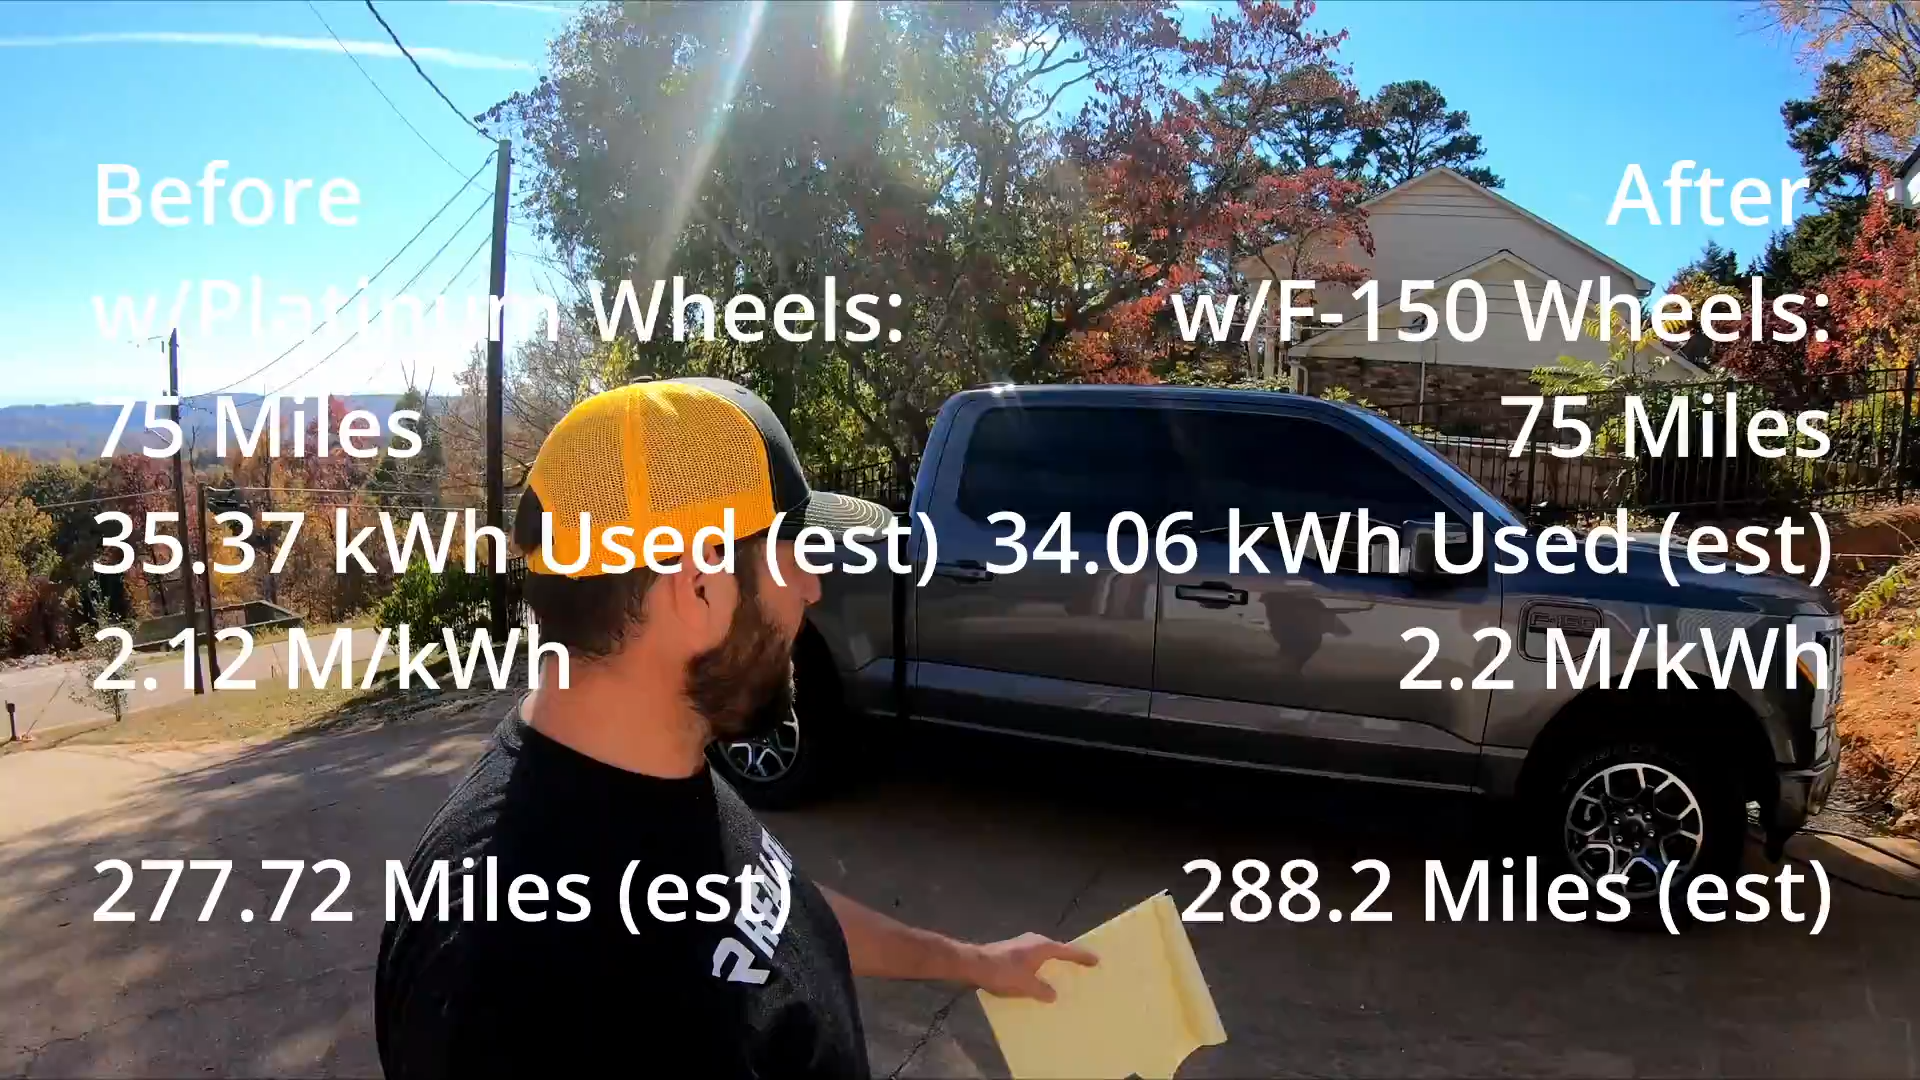 Before
w/Platinum Wheels:
75 Miles
35.37 kWh Used (est)
2.12 M/kWh
277.72 Miles (est)
After
w/F-150 Wheels:
75 Miles
34.06 kWh Used (est)
2.2 M/kWh
288.2 Miles (est)
F-150